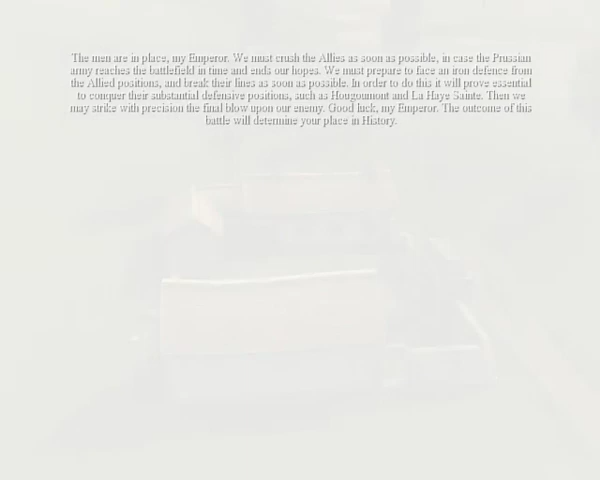 The men are in place, my Emperor. We must crush the Allies as soon as possible, in case the Prussian
army reaches the battlefield in time and ends our hopes. We must prepare to face an iron defence from
the Allied positions, and break their lines as soon as possible. In order to do this it will prove essential
to conquer their substantial defensive positions, such as Hougoumont and La Haye Sainte. Then we
may strike with precision the final blow upon our enemy. Good luck, my Emperor. The outcome of this
battle will determine your place in History.